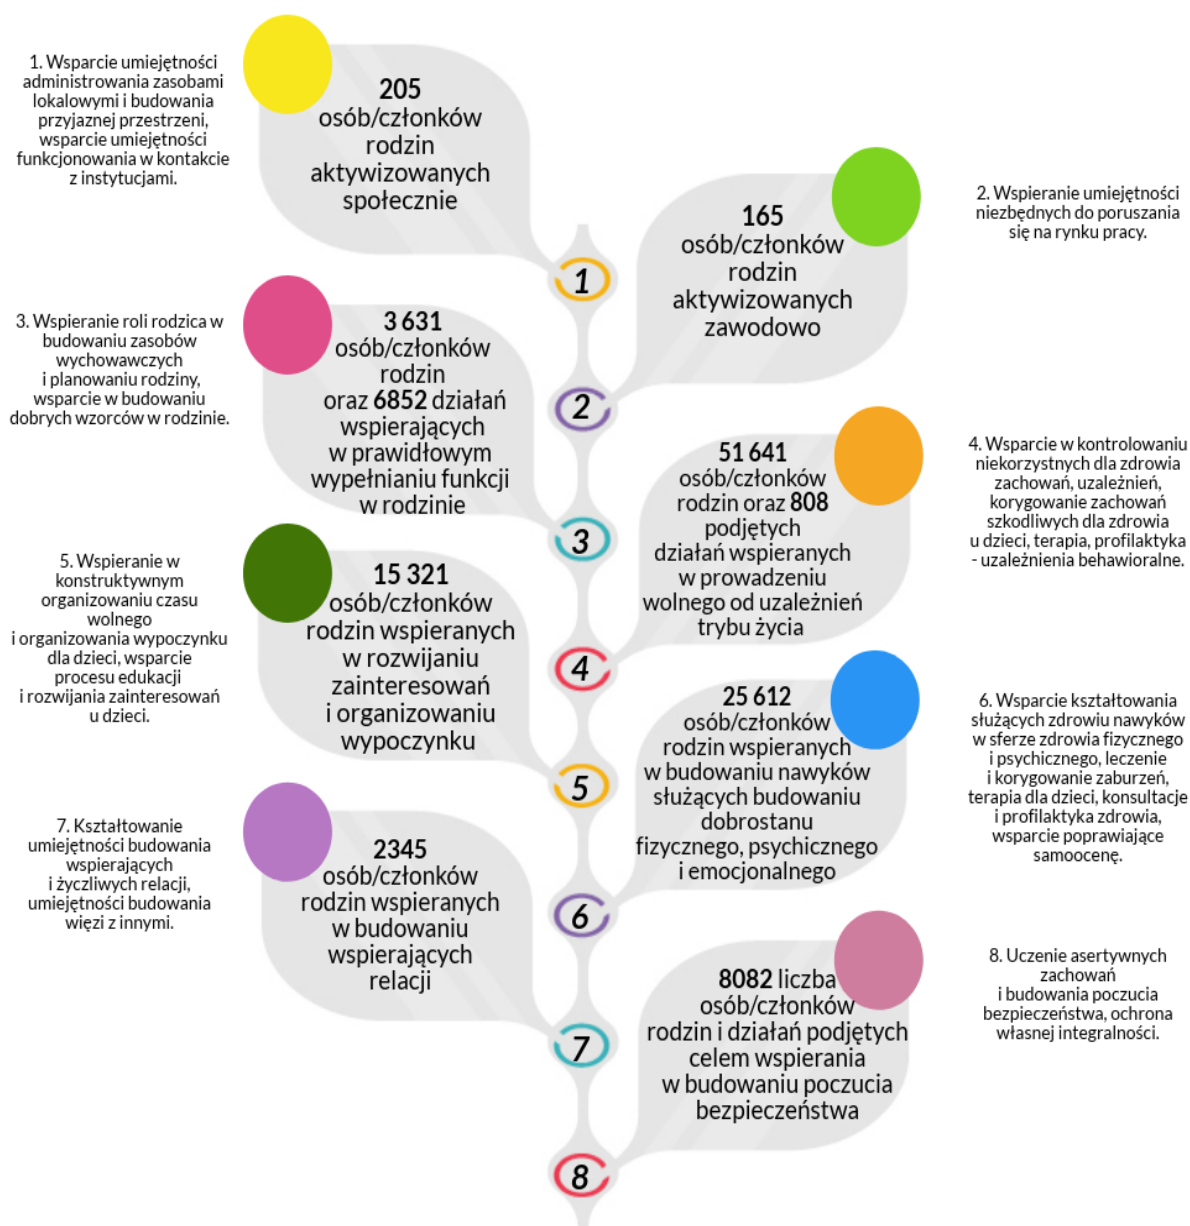 1. Wsparcie umiejętności
administrowania zasobami
lokalowymi i budowania
przyjaznej przestrzeni,
wsparcie umiejętności
funkcjonowania w kontakcie
z instytucjami.
205
osób/członków
rodzin
aktywizowanych
społecznie
1
165
osób/członków
rodzin
aktywizowanych
zawodowo
2. Wspieranie umiejętności
niezbędnych do poruszania
się na rynku pracy.
2
3. Wspieranie roli rodzica w
budowaniu zasobów
wychowawczych
i planowaniu rodziny,
wsparcie w budowaniu
dobrych wzorców w rodzinie.
3 631
osób/członków
rodzin
oraz 6852 działań
wspierających
w prawidłowym
wypełnianiu funkcji
w rodzinie
3
51 641
osób/członków
rodzin oraz 808
podjętych
działań wspieranych
w prowadzeniu
wolnego od uzależnień
trybu życia
4. Wsparcie w kontrolowaniu
niekorzystnych dla zdrowia
zachowań, uzależnień,
korygowanie zachowań
szkodliwych dla zdrowia
u dzieci, terapia, profilaktyka
- uzależnienia behawioralne.
4
5. Wspieranie w
konstruktywnym
organizowaniu czasu
wolnego
i organizowania wypoczynku
dla dzieci, wsparcie
procesu edukacji
i rozwijania zainteresowań
u dzieci.
15 321
osób/członków
rodzin wspieranych
w rozwijaniu
zainteresowań
i organizowaniu
wypoczynku
5
25 612
osób/członków
rodzin wspieranych
w budowaniu nawyków
służących budowaniu
dobrostanu
fizycznego, psychicznego
i emocjonalnego
6. Wsparcie kształtowania
służących zdrowiu nawyków
w sferze zdrowia fizycznego
i psychicznego, leczenie
i korygowanie zaburzeń,
terapia dla dzieci, konsultacje
i profilaktyka zdrowia,
wsparcie poprawiające
samoocenę.
6
7. Kształtowanie
umiejętności budowania
wspierających
i życzliwych relacji,
umiejętności budowania
więzi z innymi.
2345
osób/członków
rodzin wspieranych
w budowaniu
wspierających
relacji
7
8082 liczba
osób/członków
rodzin i działań podjętych
celem wspierania
w budowaniu poczucia
bezpieczeństwa
8. Uczenie asertywnych
zachowań
i budowania poczucia
bezpieczeństwa, ochrona
własnej integralności.
8